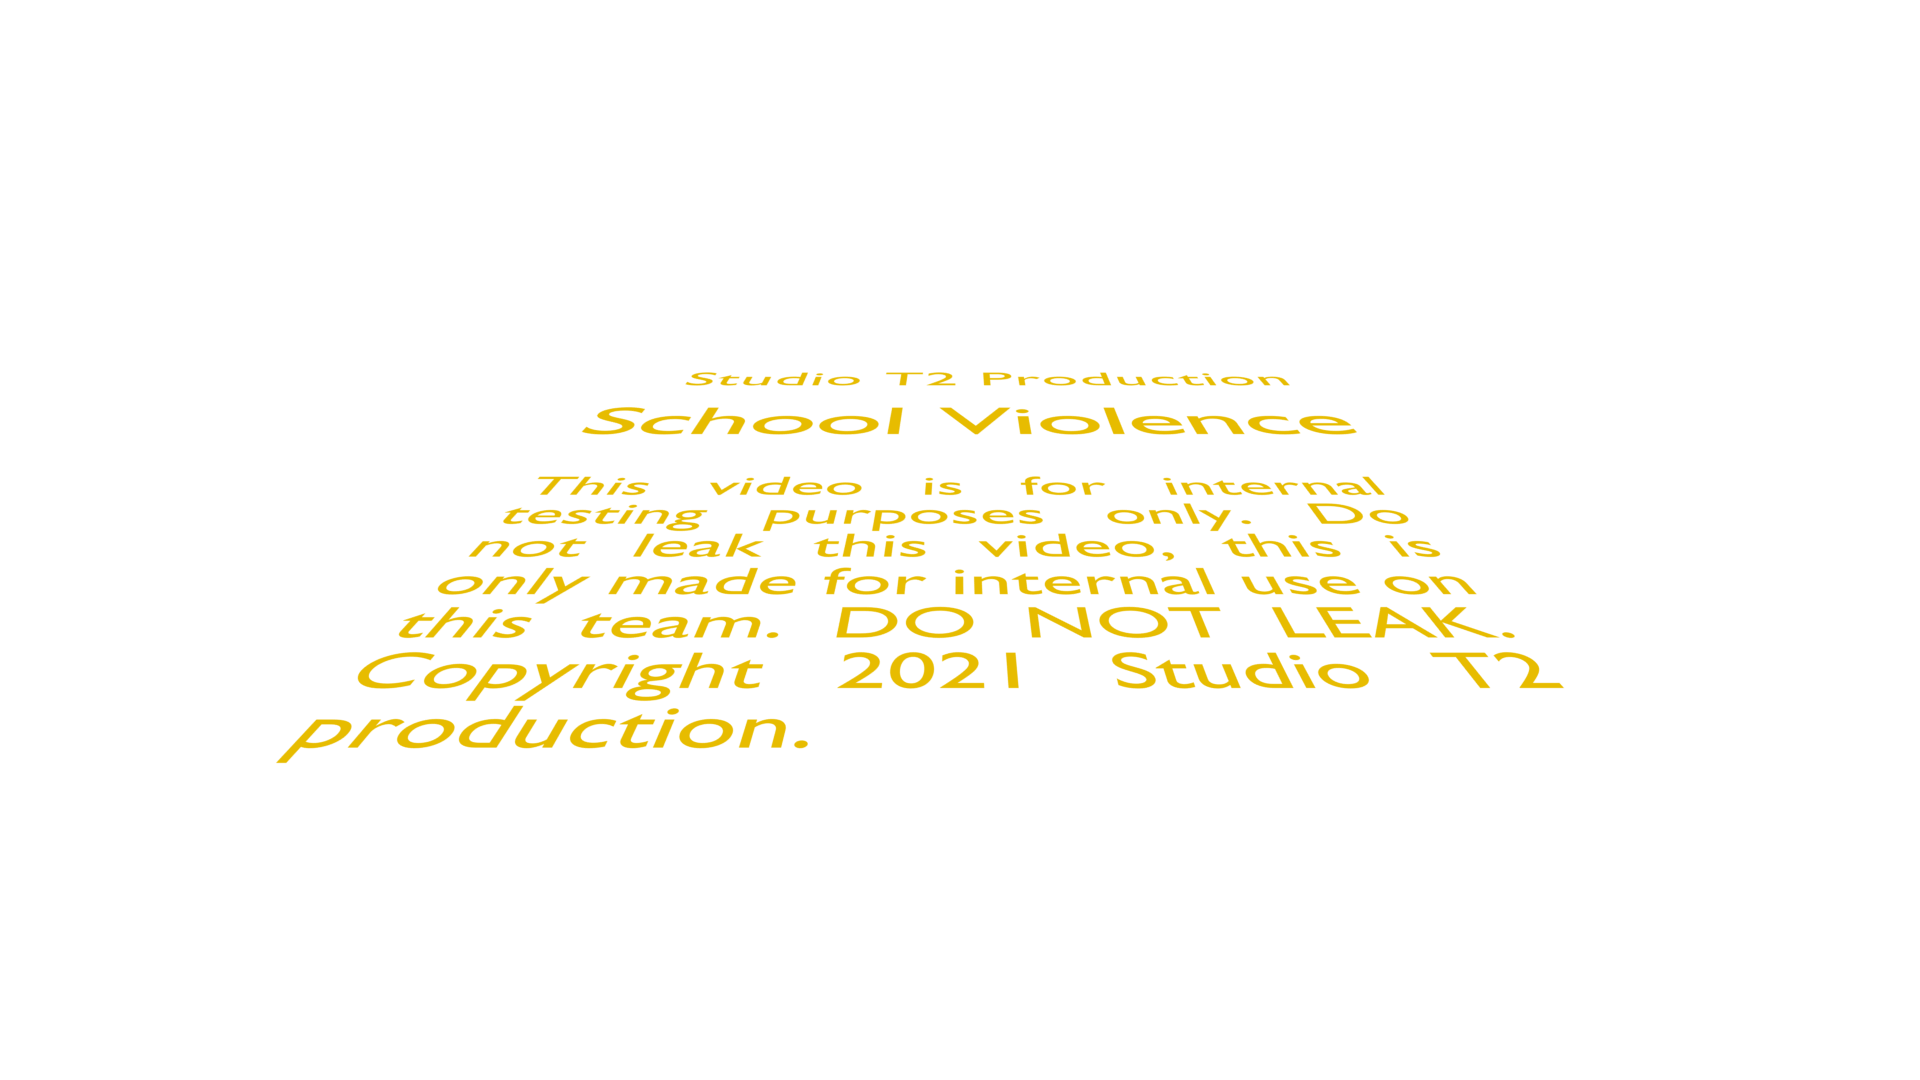 Studio T2 Production
School Violence
This video is for internal
testing purposes only. Do
not leak this video, this is
only made for internal use on
this team. DO NOT LEAK.
Copyright 2021 Studio T2
production.